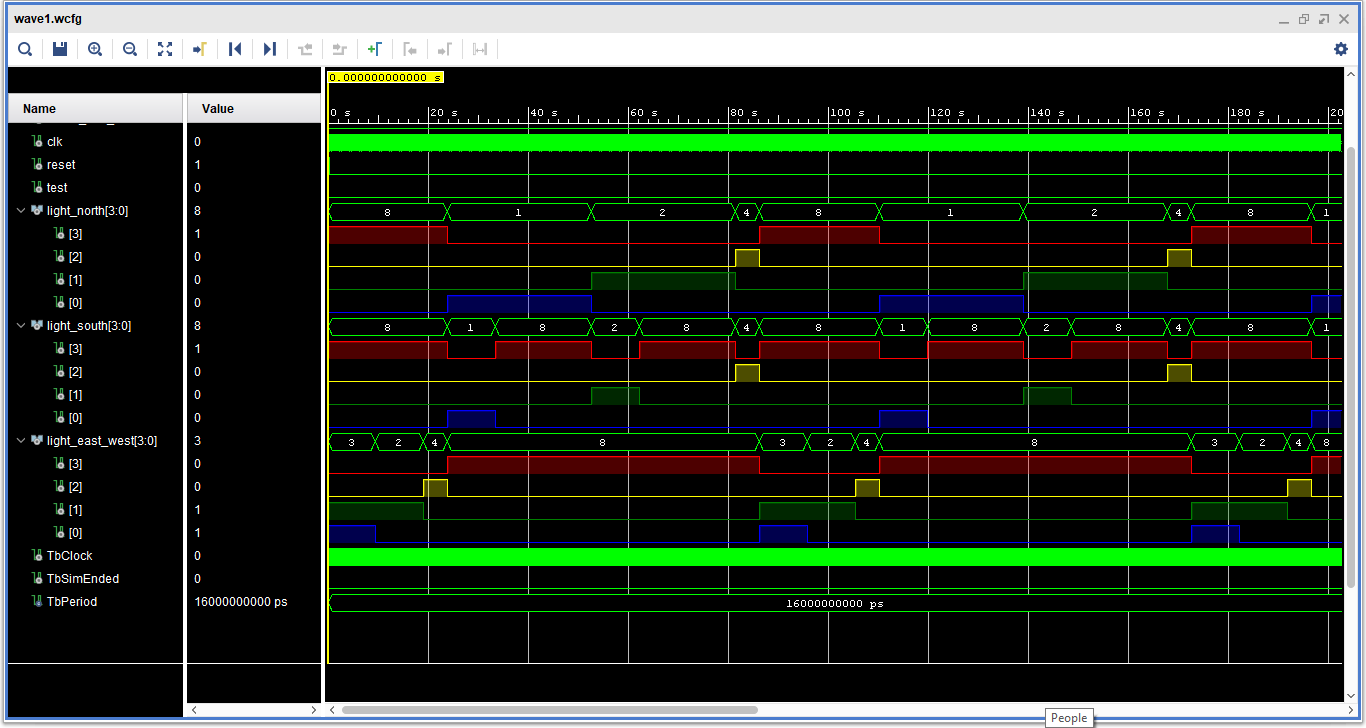 wave1.wcfg
Name Value
0.000000000000 s
0 s 20 s 40 s 60 s 80 s 100 s 120 s 140 s 160 s 180 s 20
clk 0
reset 1
test 0
light_north[3:0] 8 8 1 2 4 8 1 2 4 8 1
[3] 1
[2] 0
[1] 0
[0] 0
light_south[3:0] 8 8 1 8 2 8 4 8 1 8 2 8 4 8 1
[3] 1
[2] 0
[1] 0
[0] 0
light_east_west[3:0] 3 3 2 4 8 3 2 4 8 3 2 4 8
[3] 0
[2] 0
[1] 1
[0] 1
TbClock 0
TbSimEnded 0
TbPeriod 16000000000 ps 16000000000 ps
People